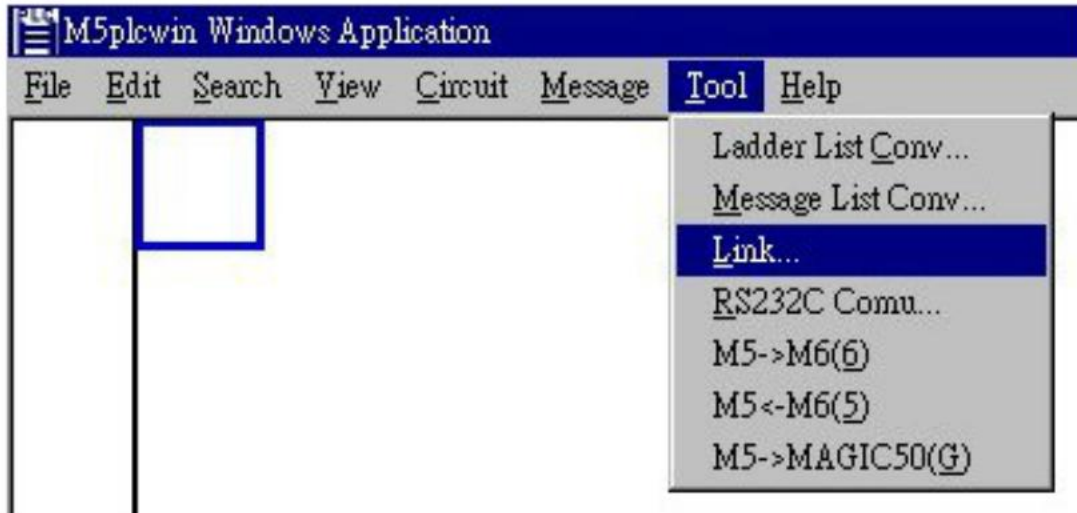 M5plcwin Windows Application
File Edit Search View Circuit Message Tool Help
Ladder List Conv...
Message List Conv...
Link...
RS232C Comu...
M5->M6(6)
M5<-M6(5)
M5->MAGIC50(G)